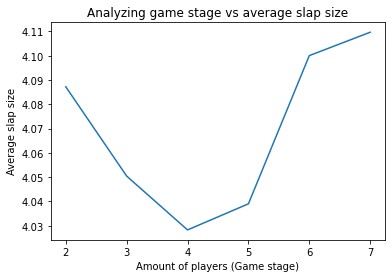 Analyzing game stage vs average slap size
4.11
4.10
4.09
4.08
4.07
4.06
4.05
4.04
4.03
Average slap size
2 3 4 5 6 7
Amount of players (Game stage)